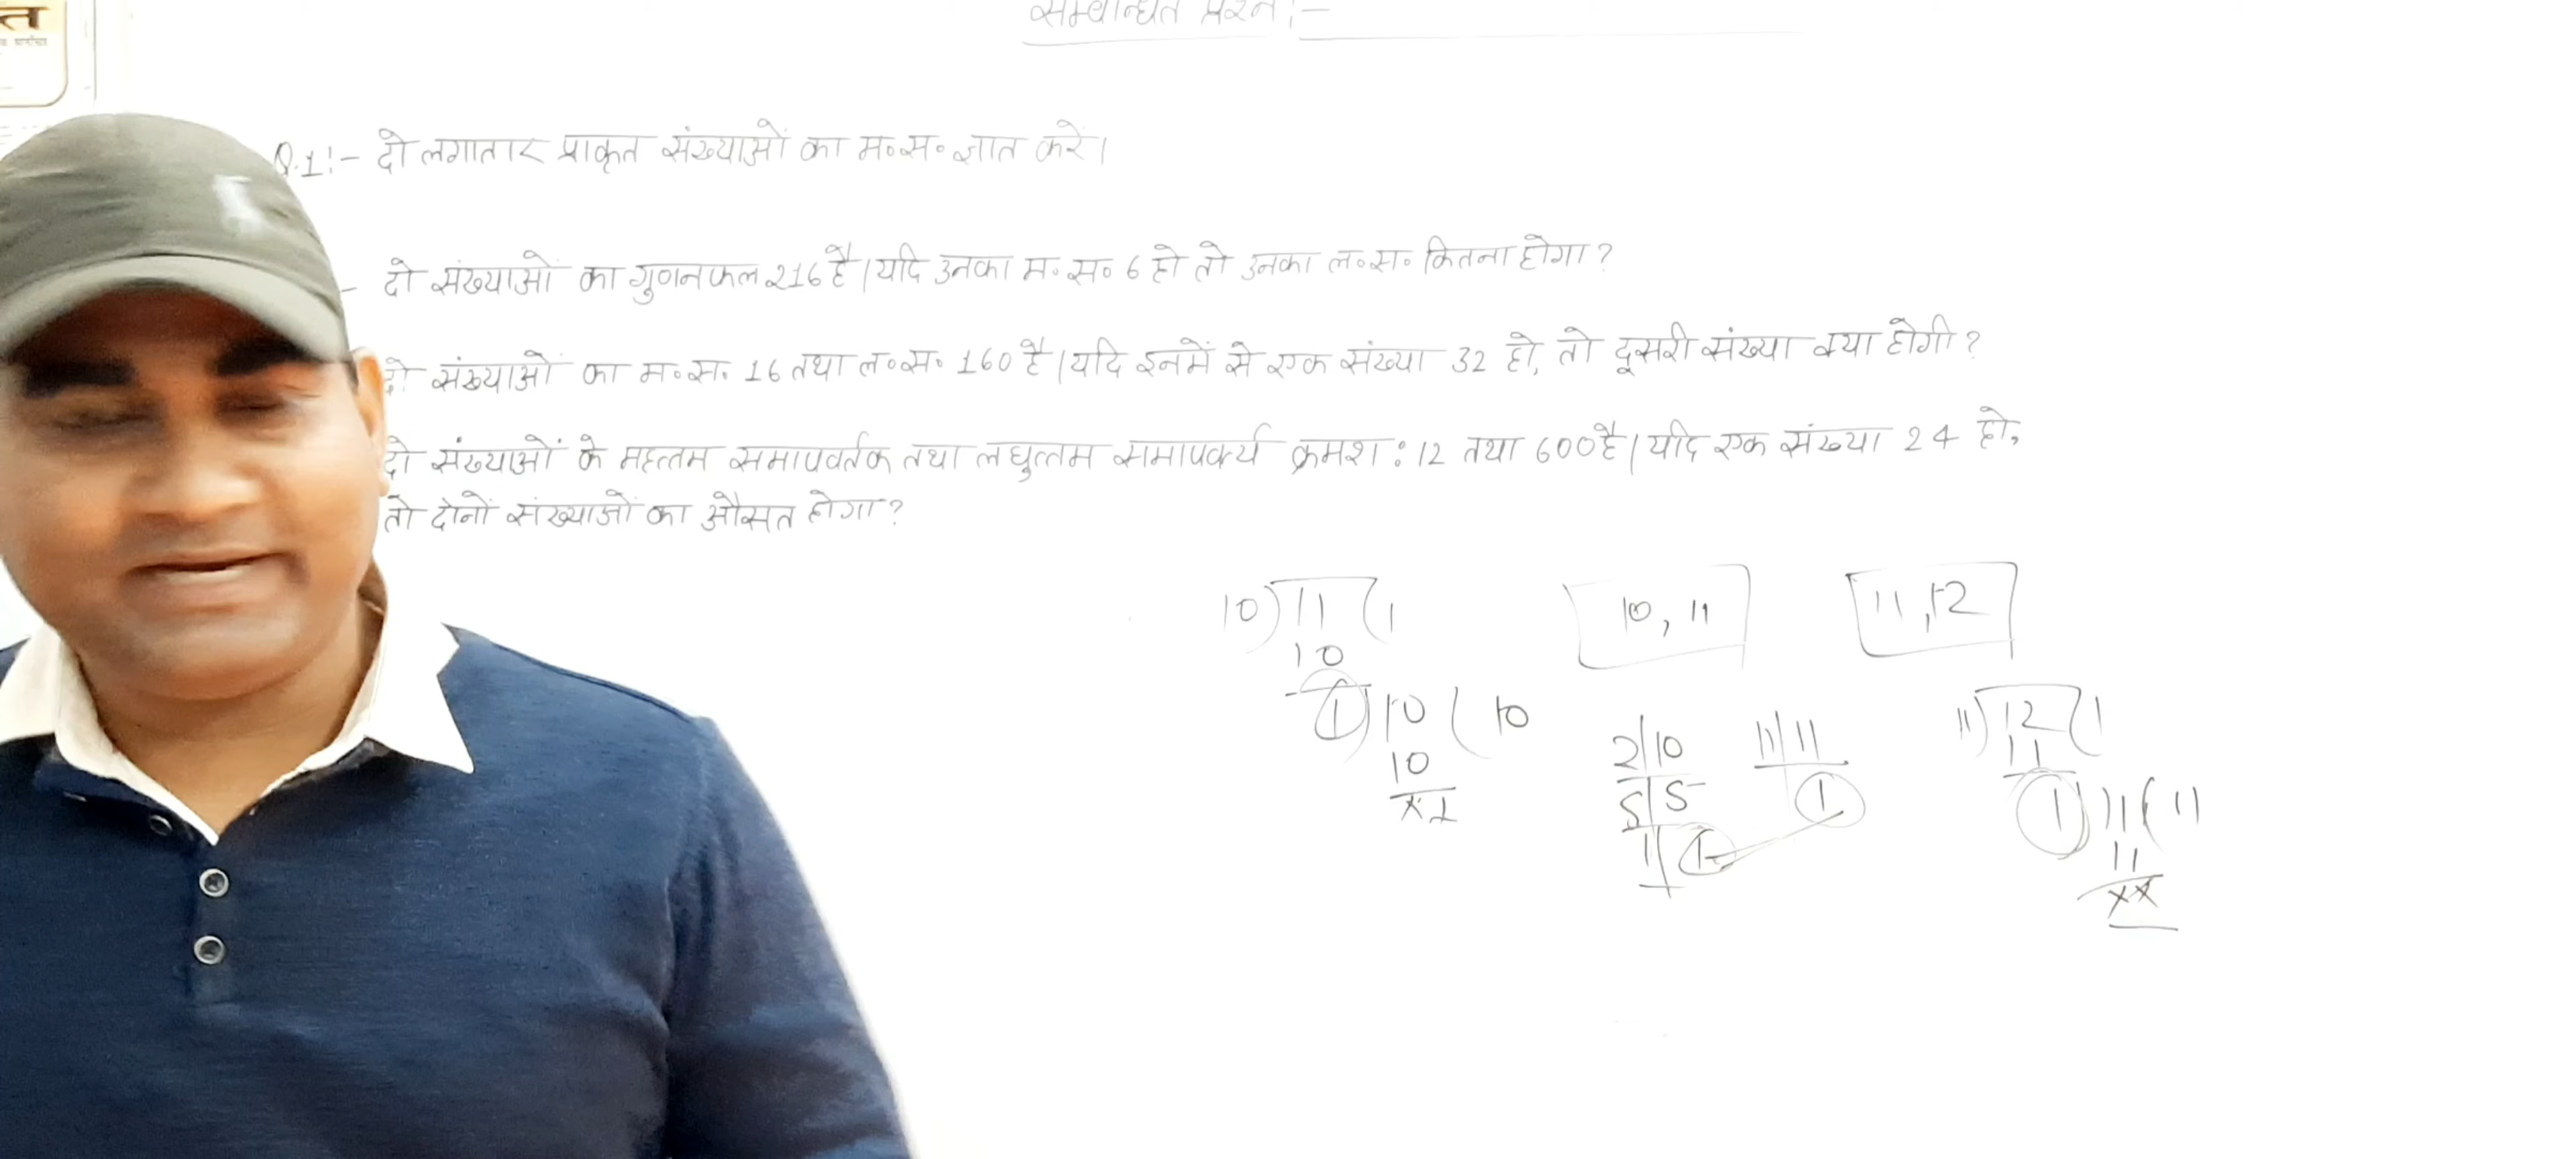 त
सम्बन्धित प्रश्न :-
Q.1:- दो लगातार प्राकृत संख्याओं का म०स० ज्ञात करें।
- दो संख्याओं का गुणनफल 216 है। यदि उनका म०स० 6 हो तो उनका ल०स० कितना होगा?
दो संख्याओं का म०स० 16 तथा ल०स० 160 है। यदि इनमें से एक संख्या 32 हो, तो दूसरी संख्या क्या होगी?
दो संख्याओं के महत्तम समापवर्तक तथा लघुत्तम समापवर्त्य क्रमश: 12 तथा 600 है। यदि एक संख्या 24 हो,
तो दोनों संख्याओं का औसत होगा?
10) 11 (1
10
1) 10 ( 10
10
××
10, 11
2|10
5|5
1|1
11|11
1
11, 12
11) 12 (1
11
1) 11 ( 11
11
××